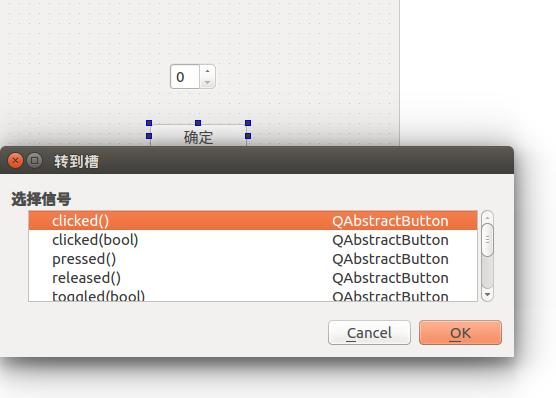 0
确定
转到槽
选择信号
clicked() QAbstractButton
clicked(bool) QAbstractButton
pressed() QAbstractButton
released() QAbstractButton
toggled(bool) QAbstractButton
Cancel OK